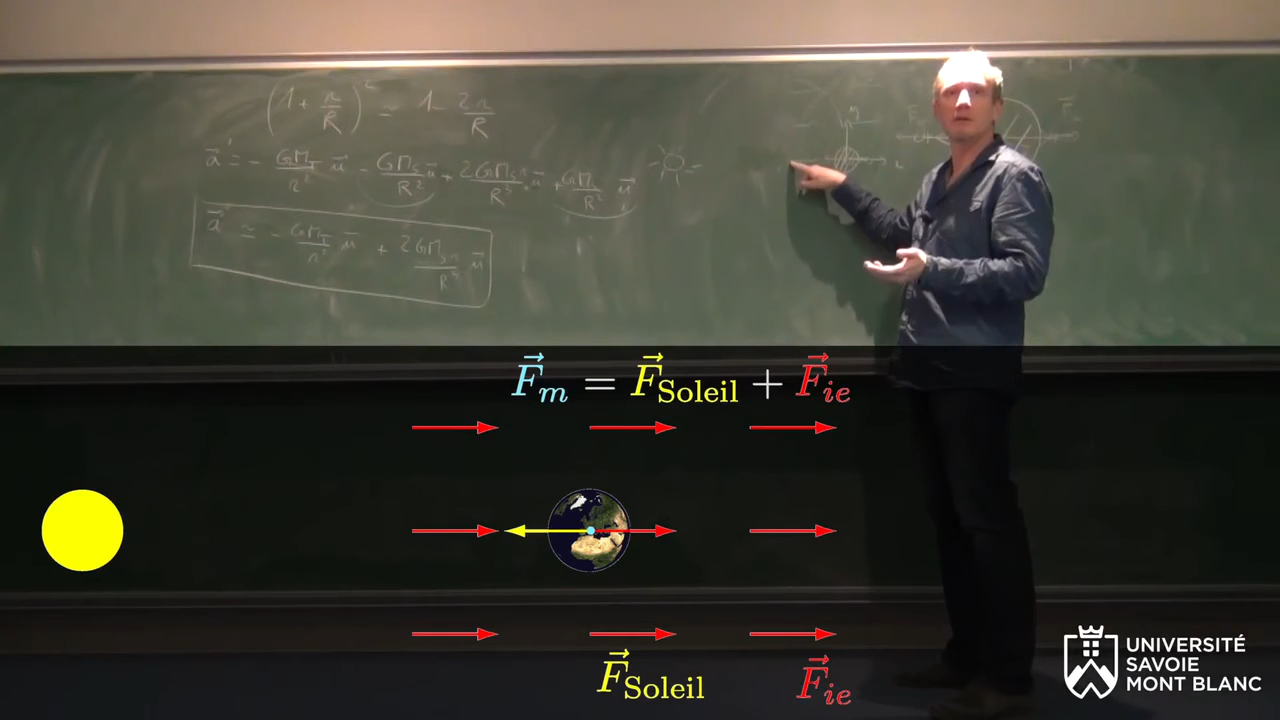 (1 + r/R)² ≃ 1 - 2r/R
a⃗' = - GM_T/r² u⃗ - GM_S/R² u⃗ + 2GM_S r/R³ u⃗ + GM_S/R² u⃗
a⃗ ≃ - GM_T/r² u⃗ + 2GM_S r/R³ u⃗
F⃗_m = F⃗_Soleil + F⃗_ie
F⃗_Soleil F⃗_ie
UNIVERSITÉ
SAVOIE
MONT BLANC